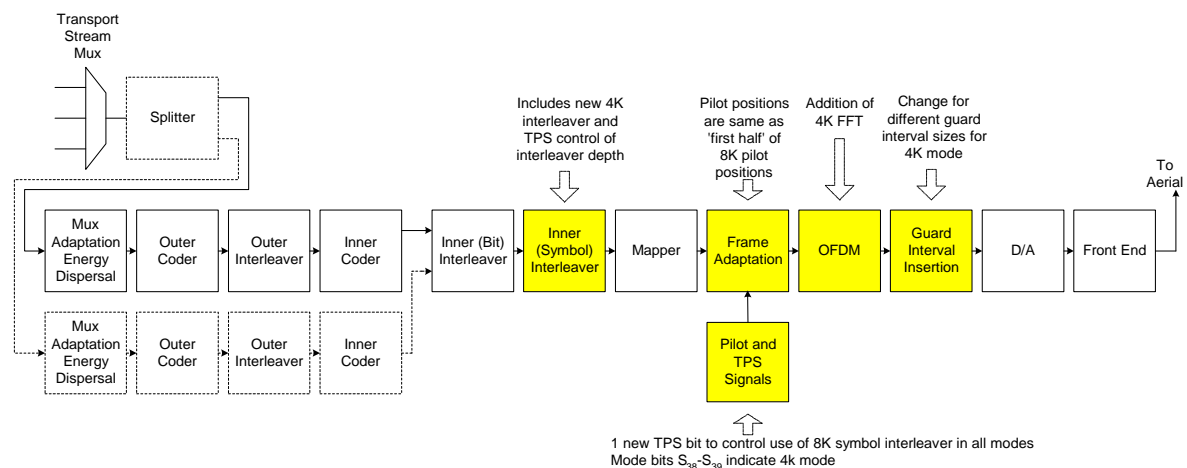 Transport
Stream
Mux
Splitter
Includes new 4K
interleaver and
TPS control of
interleaver depth
Pilot positions
are same as
'first half' of
8K pilot
positions
Addition of
4K FFT
Change for
different guard
interval sizes for
4K mode
To
Aerial
Mux
Adaptation
Energy
Dispersal
Outer
Coder
Outer
Interleaver
Inner
Coder
Inner (Bit)
Interleaver
Inner
(Symbol)
Interleaver
Mapper
Frame
Adaptation
OFDM
Guard
Interval
Insertion
D/A
Front End
Mux
Adaptation
Energy
Dispersal
Outer
Coder
Outer
Interleaver
Inner
Coder
Pilot and
TPS
Signals
1 new TPS bit to control use of 8K symbol interleaver in all modes
Mode bits S38-S39 indicate 4k mode